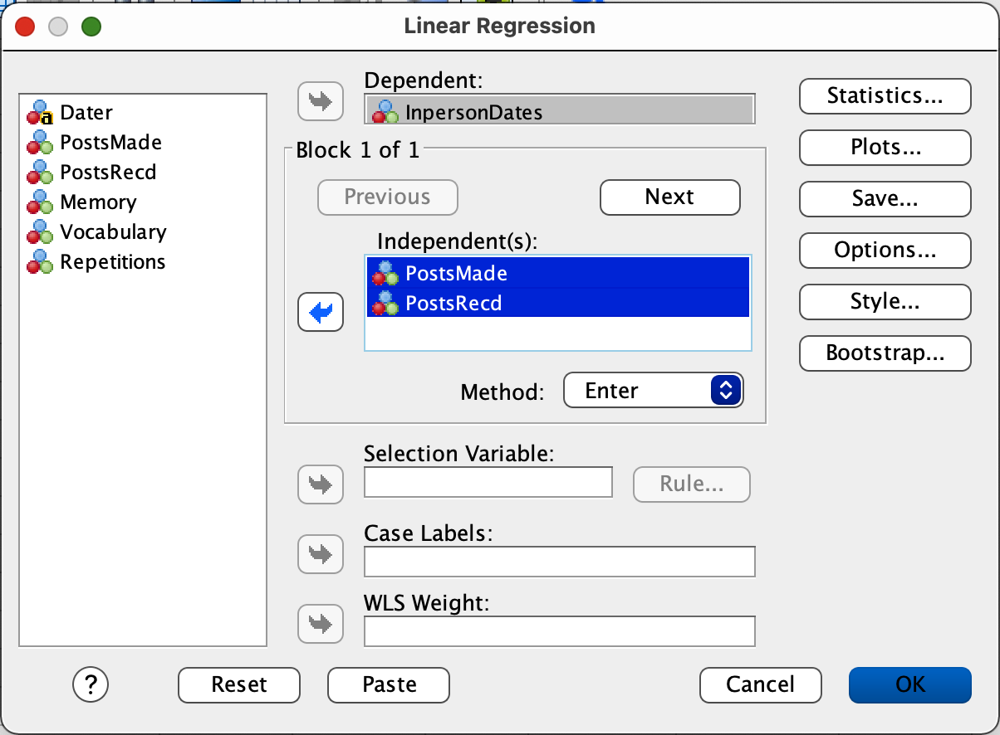 Linear Regression
Dater
PostsMade
PostsRecd
Memory
Vocabulary
Repetitions
Dependent:
InpersonDates
Block 1 of 1
Previous
Next
Independent(s):
PostsMade
PostsRecd
Method:
Enter
Selection Variable:
Rule...
Case Labels:
WLS Weight:
Statistics...
Plots...
Save...
Options...
Style...
Bootstrap...
?
Reset
Paste
Cancel
OK